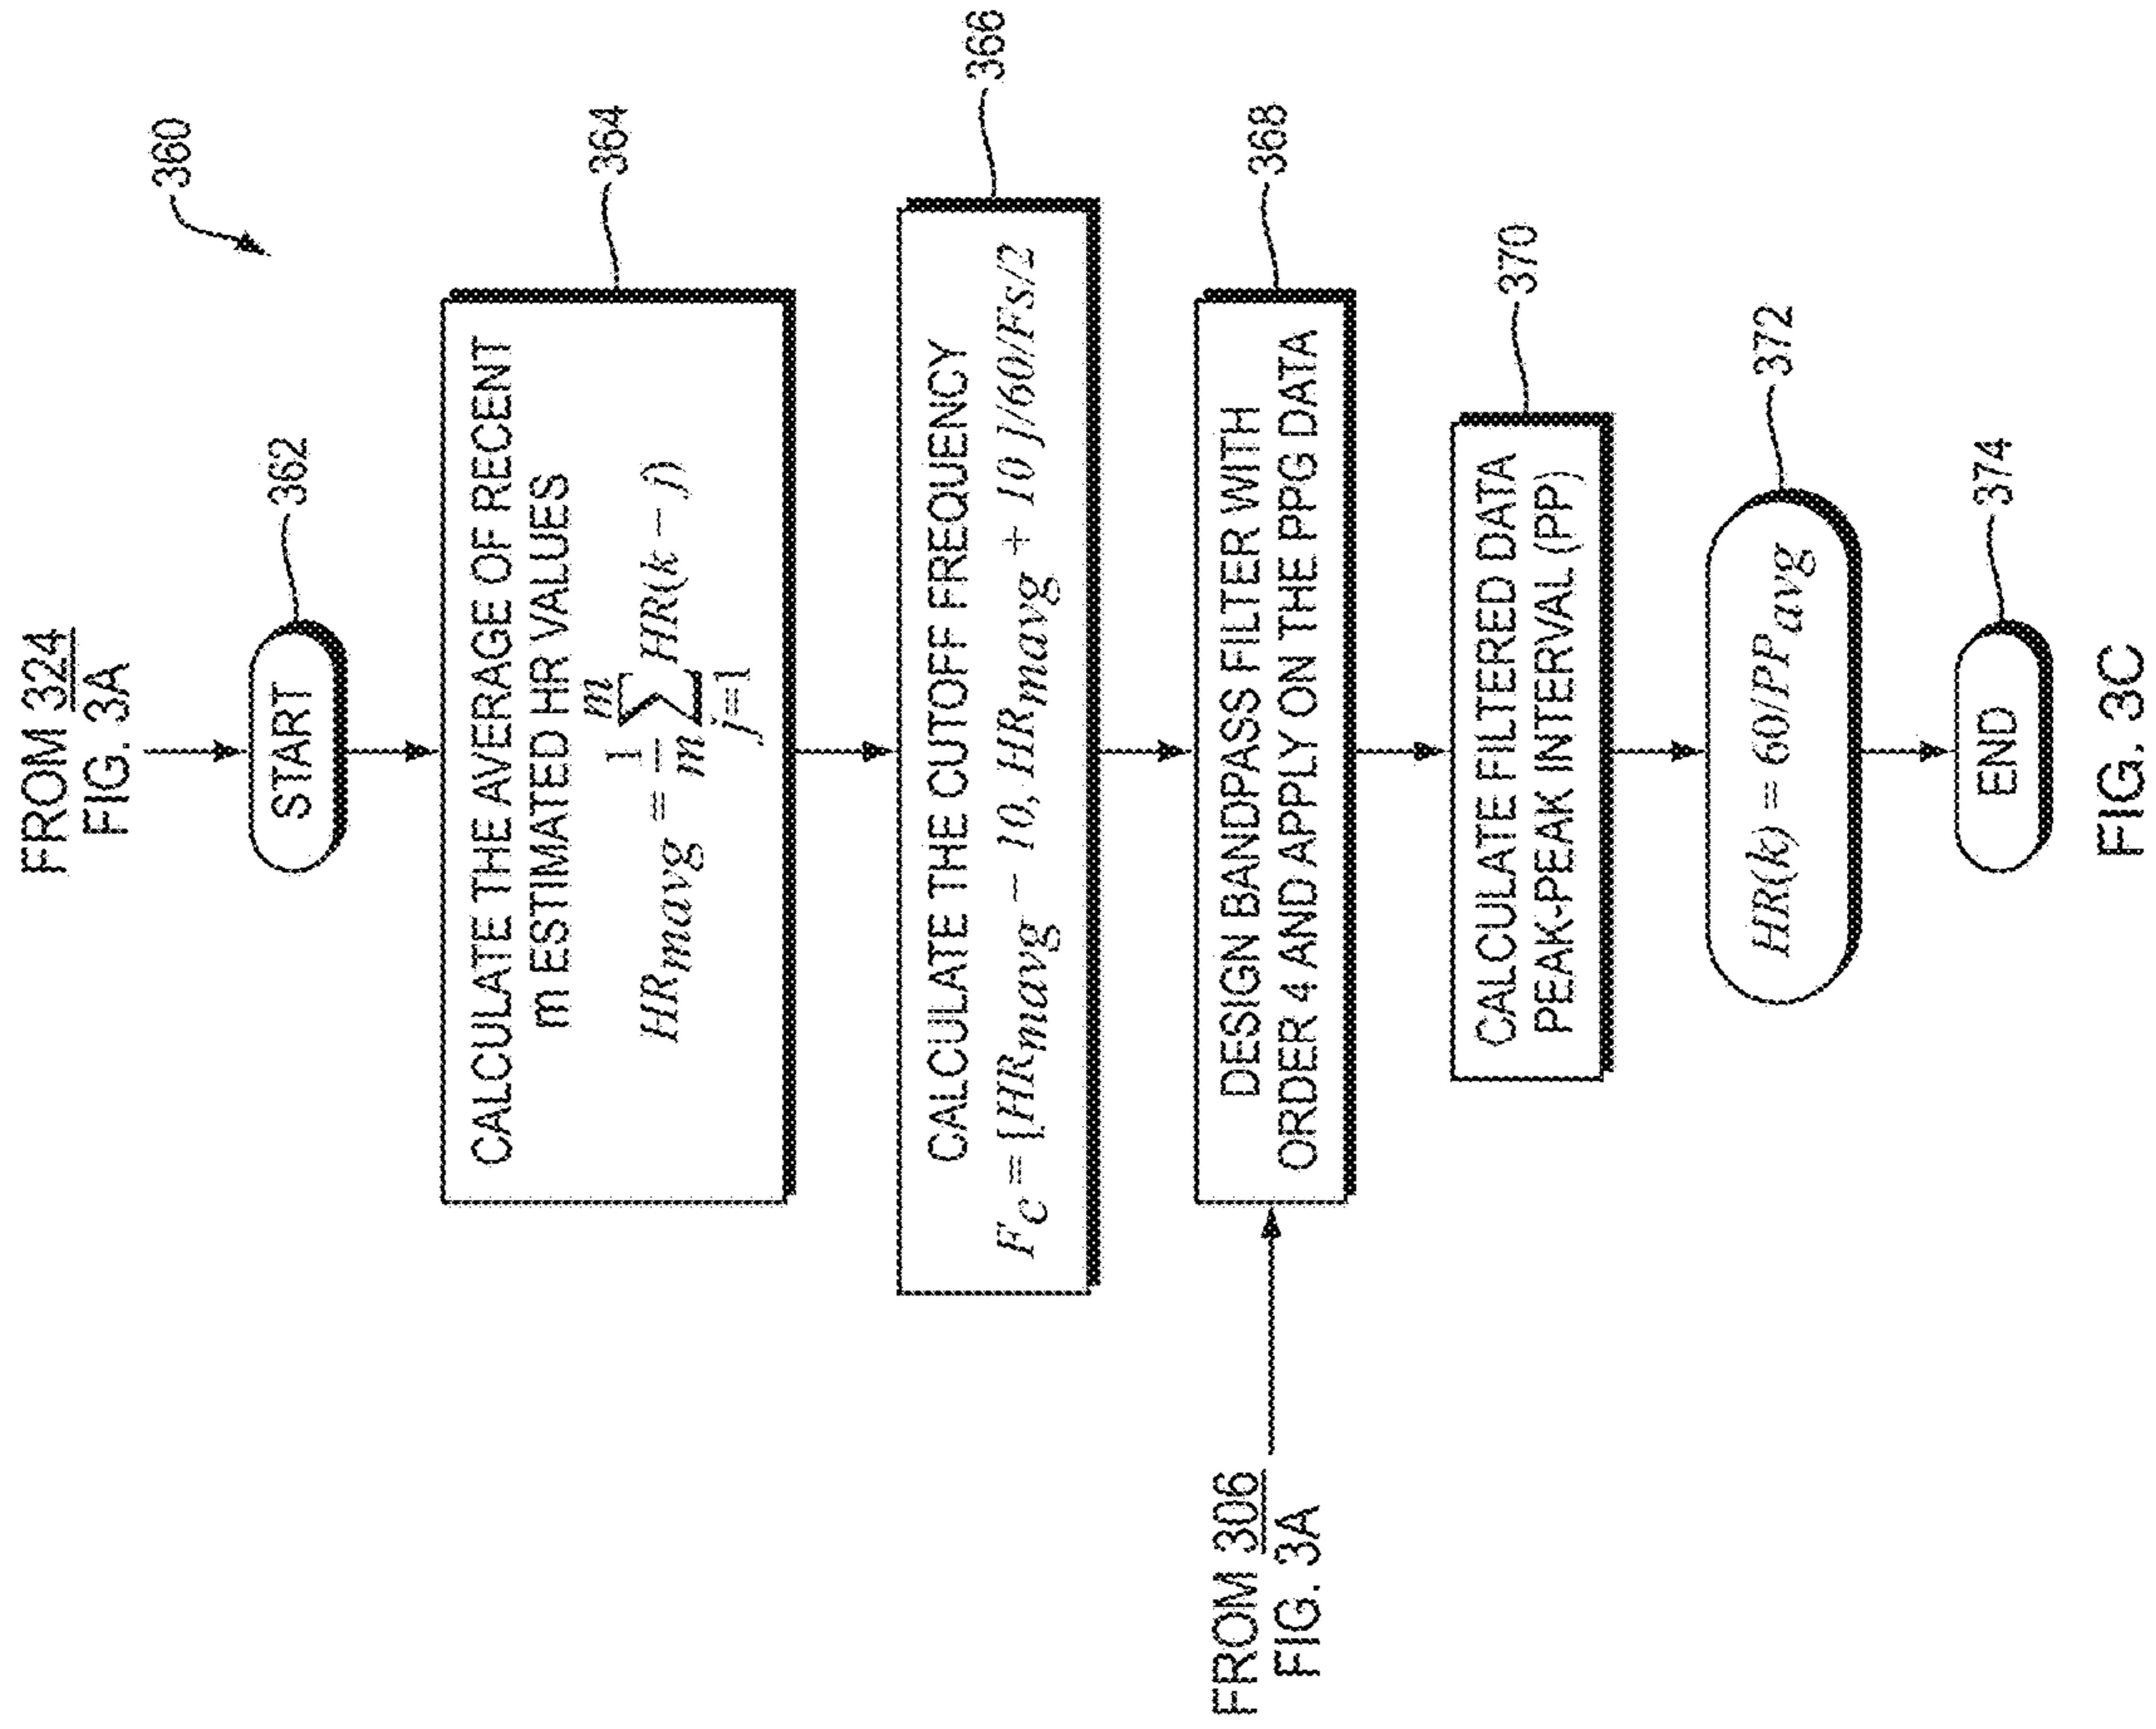 360
FROM 324
FIG. 3A
START
362
CALCULATE THE AVERAGE OF RECENT
m ESTIMATED HR VALUES
HR_mavg = 1/m ∑_{j=1}^{m} HR(k − j)
364
CALCULATE THE CUTOFF FREQUENCY
F_c = [HR_mavg − 10, HR_mavg + 10 ]/60/Fs/2
366
FROM 306
FIG. 3A
DESIGN BANDPASS FILTER WITH
ORDER 4 AND APPLY ON THE PPG DATA
368
CALCULATE FILTERED DATA
PEAK-PEAK INTERVAL (PP)
370
HR(k) = 60/PP_avg
372
END
374
FIG. 3C